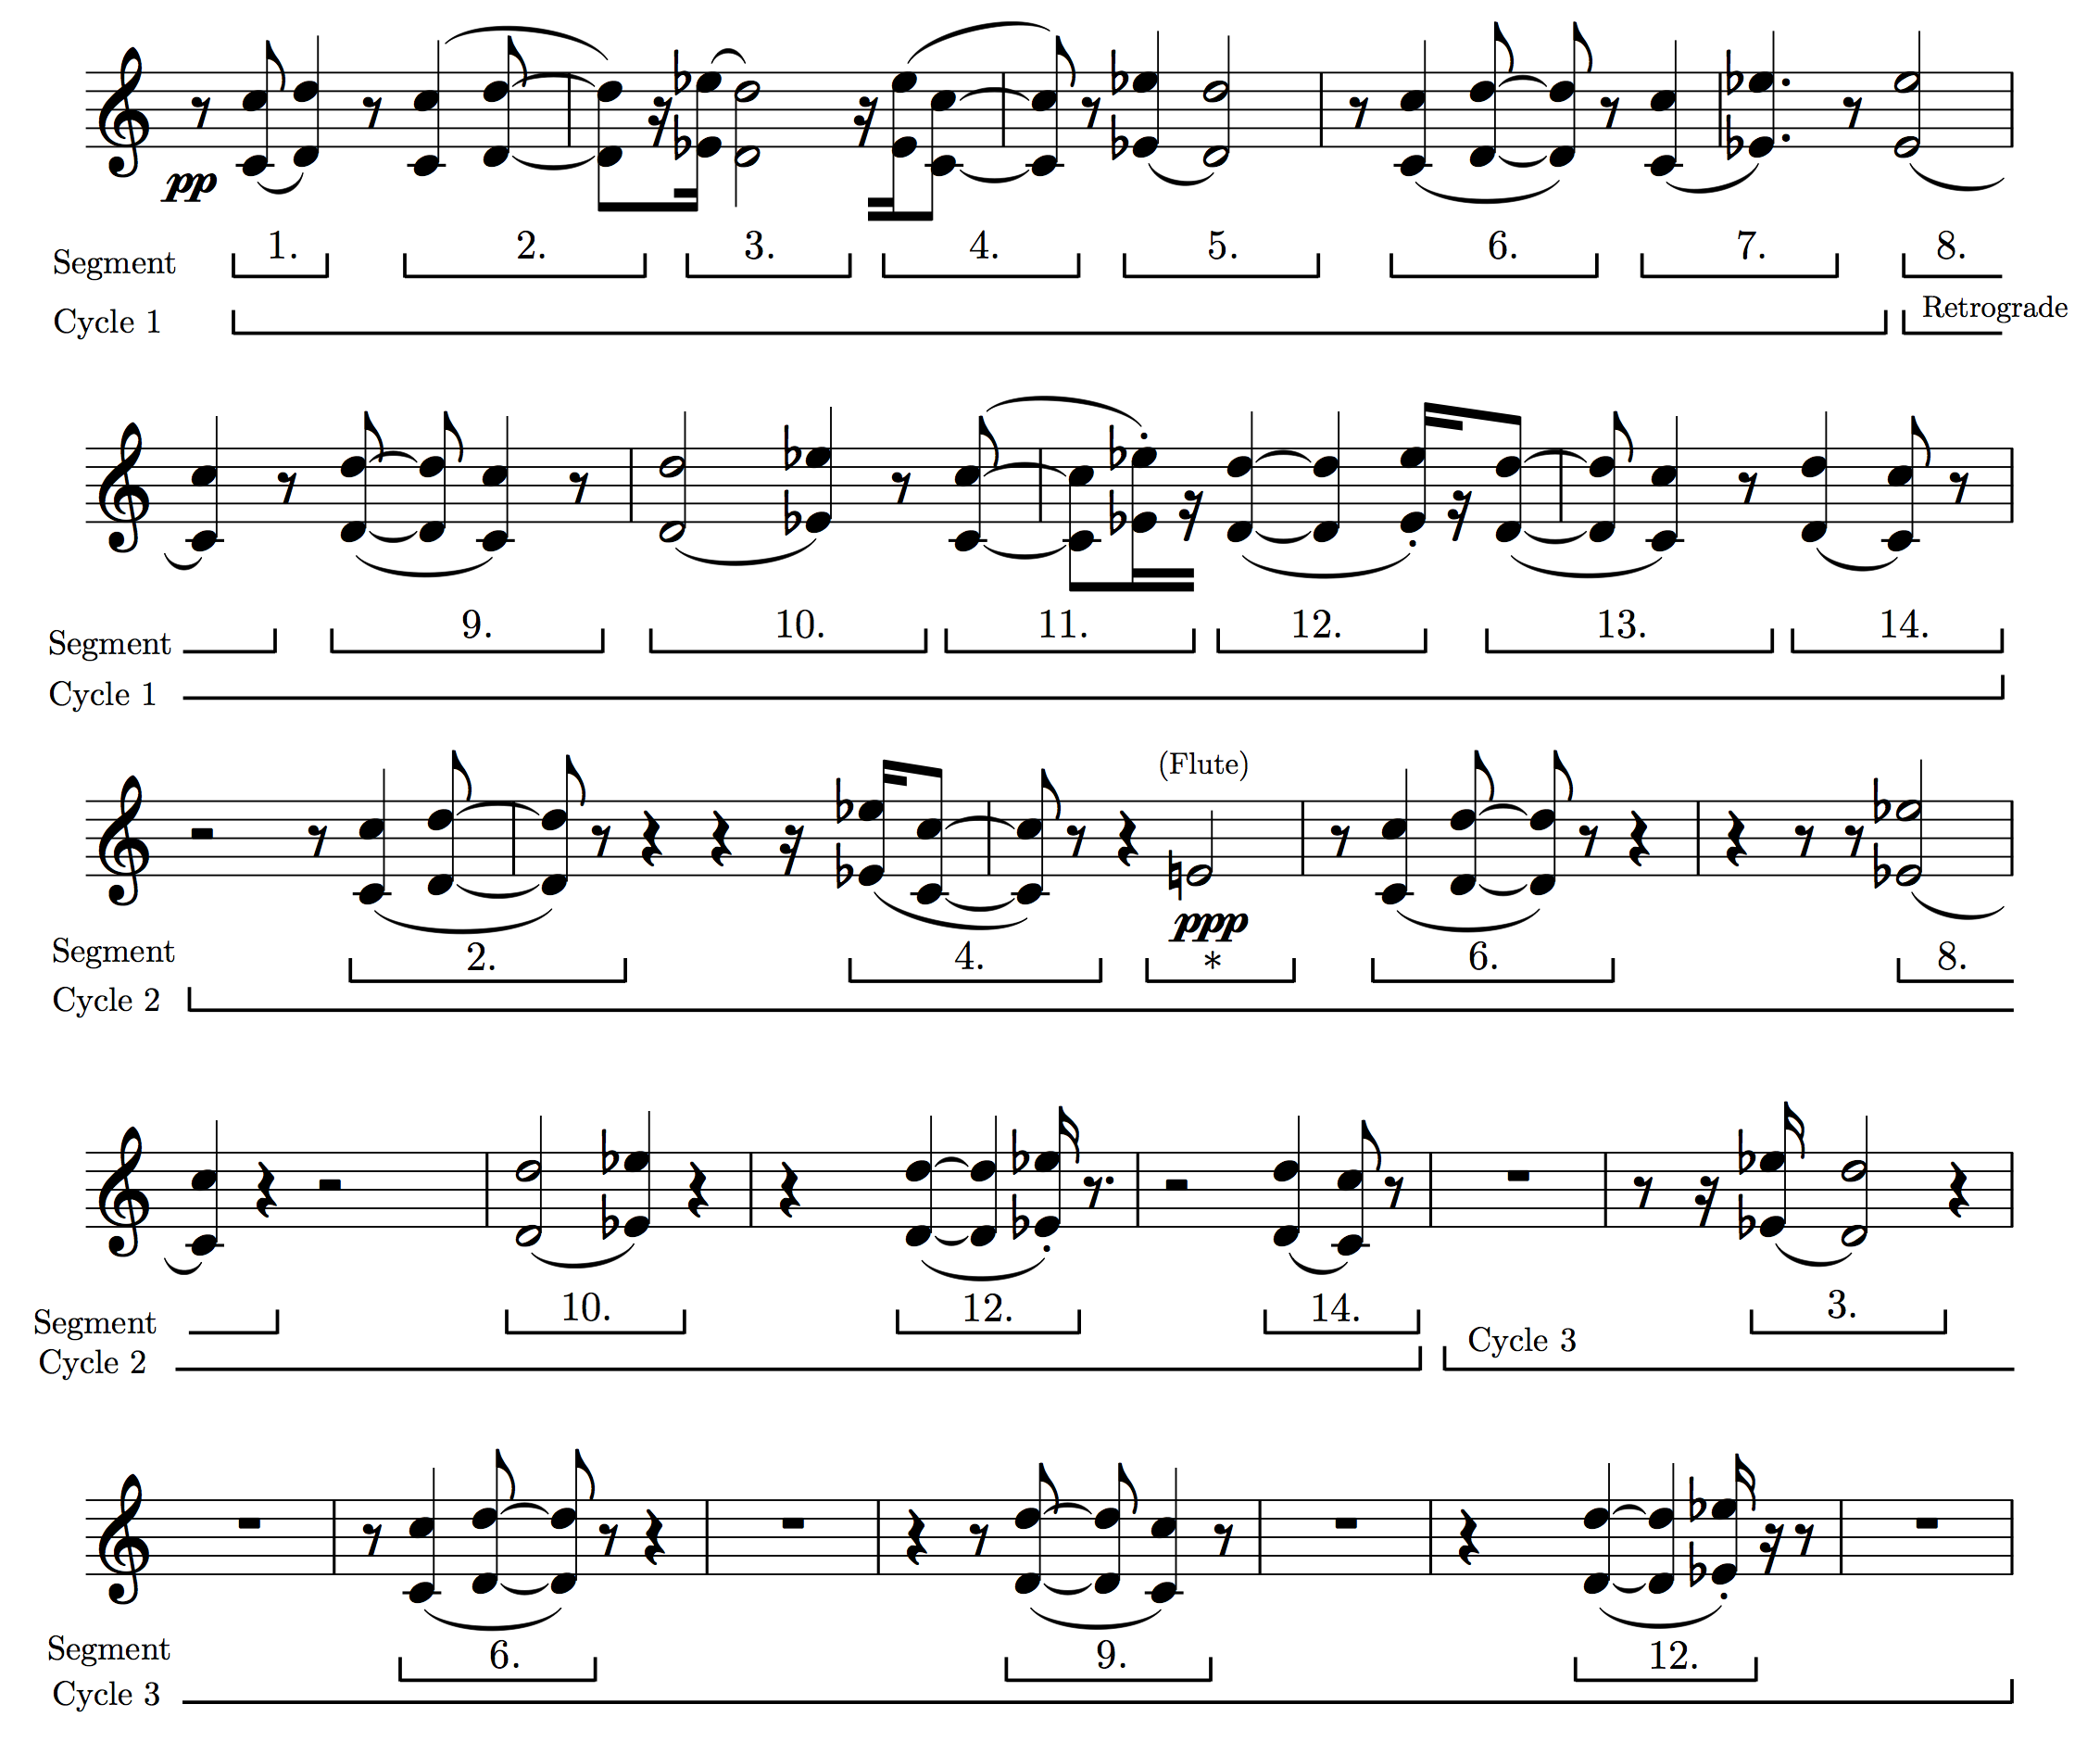 pp
Segment 1. 2. 3. 4. 5. 6. 7. 8.
Cycle 1 Retrograde
Segment 9. 10. 11. 12. 13. 14.
Cycle 1
(Flute)
ppp
Segment 2. 4. * 6. 8.
Cycle 2
Segment 10. 12. 14. 3.
Cycle 2 Cycle 3
Segment 6. 9. 12.
Cycle 3